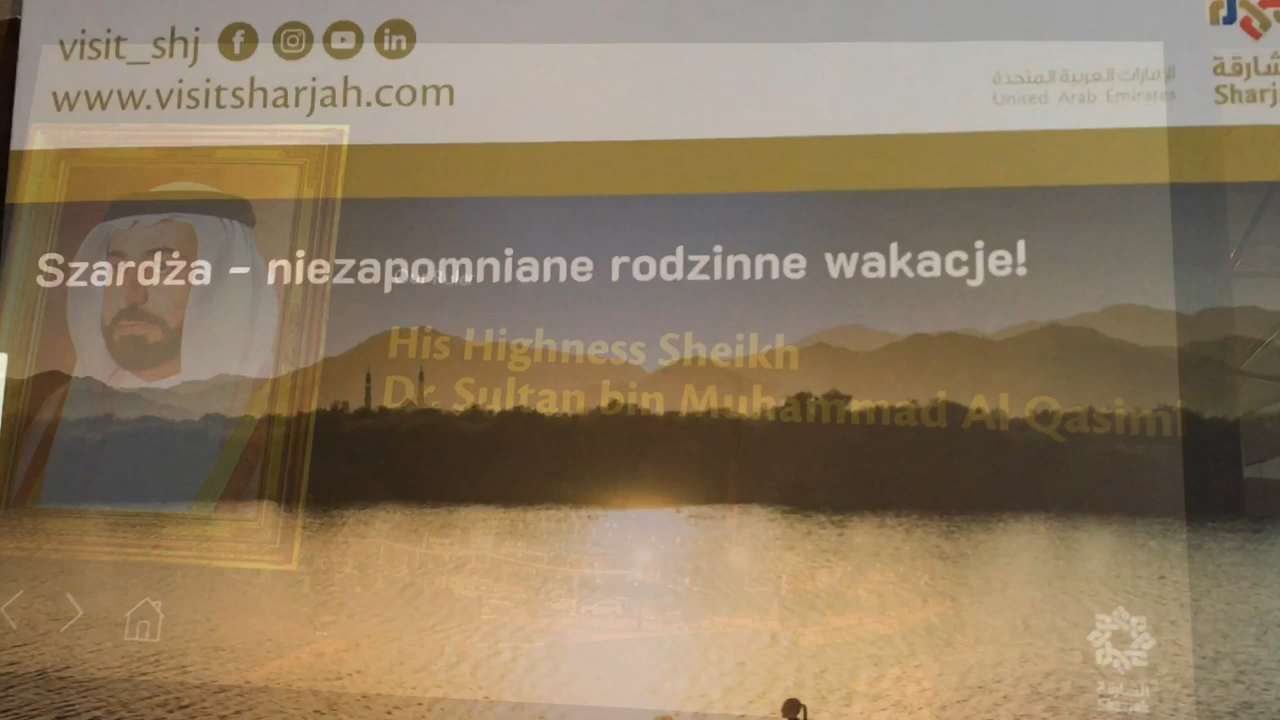 visit_shj
www.visitsharjah.com
الإمارات العربية المتحدة
United Arab Emirates
Szardża - niezapomniane rodzinne wakacje!
His Highness Sheikh
Dr. Sultan bin Muhammad Al Qasimi
الشارقة
Sharjah